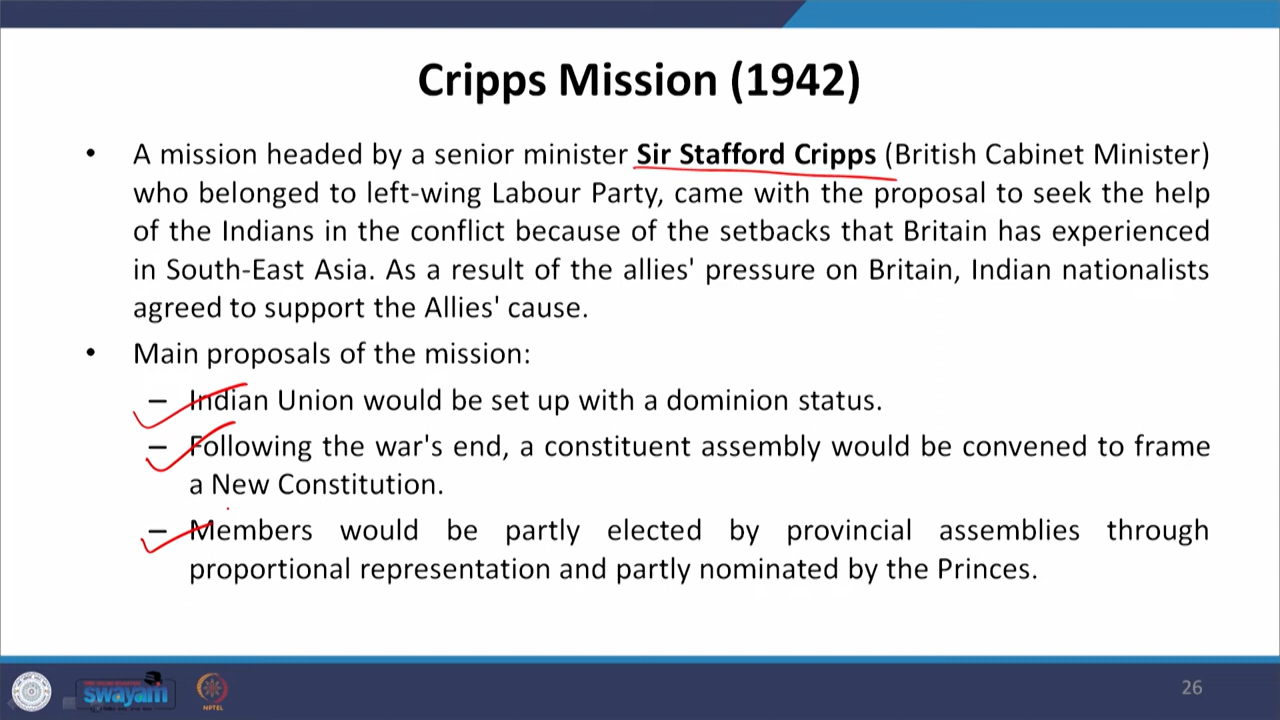 Cripps Mission (1942)
• A mission headed by a senior minister Sir Stafford Cripps (British Cabinet Minister)
who belonged to left-wing Labour Party, came with the proposal to seek the help
of the Indians in the conflict because of the setbacks that Britain has experienced
in South-East Asia. As a result of the allies' pressure on Britain, Indian nationalists
agreed to support the Allies' cause.
• Main proposals of the mission:
– Indian Union would be set up with a dominion status.
– Following the war's end, a constituent assembly would be convened to frame
a New Constitution.
– Members would be partly elected by provincial assemblies through
proportional representation and partly nominated by the Princes.
swayam
NPTEL
26